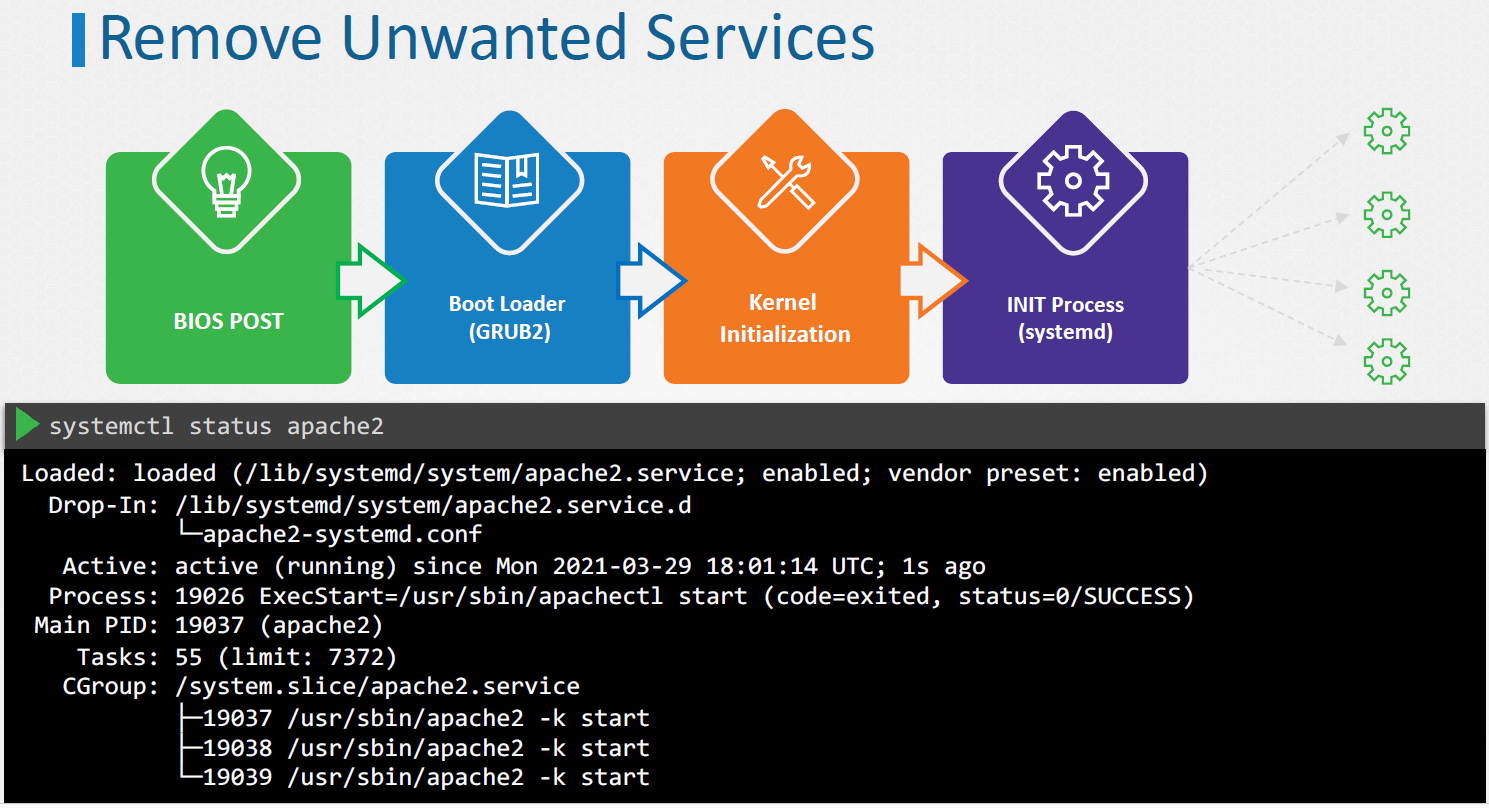 Remove Unwanted Services
BIOS POST
Boot Loader
(GRUB2)
Kernel
Initialization
INIT Process
(systemd)
systemctl status apache2
Loaded: loaded (/lib/systemd/system/apache2.service; enabled; vendor preset: enabled)
Drop-In: /lib/systemd/system/apache2.service.d
└─apache2-systemd.conf
Active: active (running) since Mon 2021-03-29 18:01:14 UTC; 1s ago
Process: 19026 ExecStart=/usr/sbin/apachectl start (code=exited, status=0/SUCCESS)
Main PID: 19037 (apache2)
Tasks: 55 (limit: 7372)
CGroup: /system.slice/apache2.service
├─19037 /usr/sbin/apache2 -k start
├─19038 /usr/sbin/apache2 -k start
└─19039 /usr/sbin/apache2 -k start